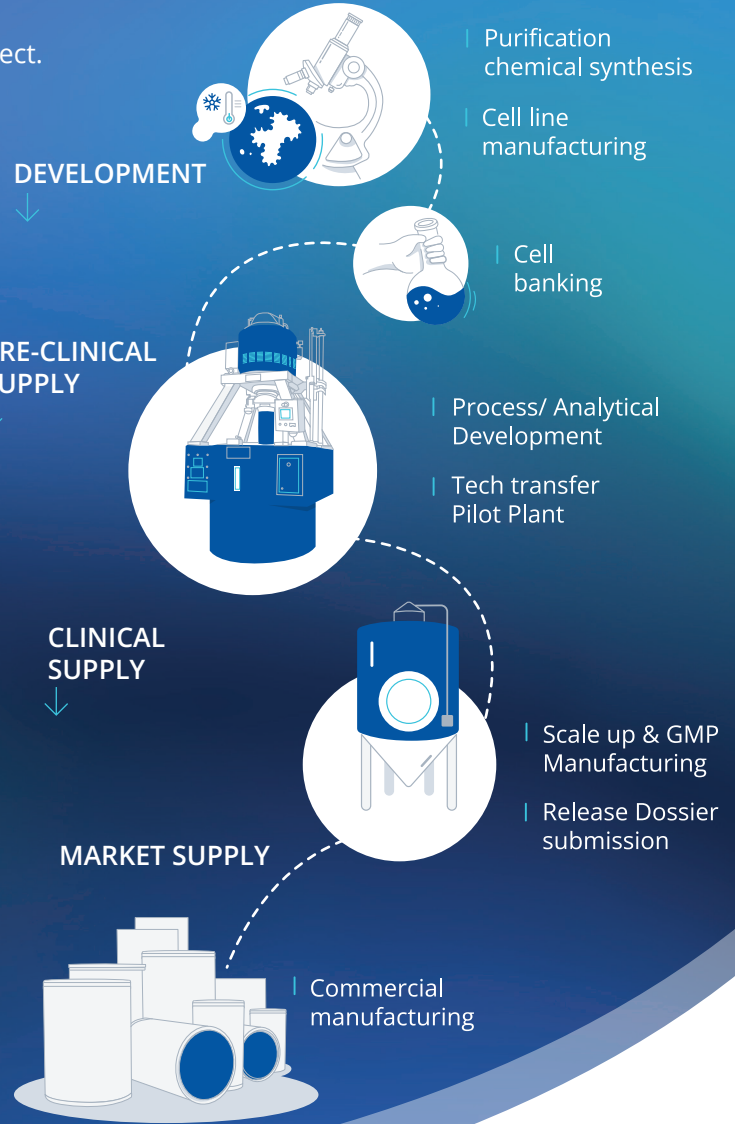 ect.
Purification
chemical synthesis
Cell line
manufacturing
DEVELOPMENT
Cell
banking
RE-CLINICAL
UPPLY
Process/ Analytical
Development
Tech transfer
Pilot Plant
CLINICAL
SUPPLY
Scale up & GMP
Manufacturing
Release Dossier
submission
MARKET SUPPLY
Commercial
manufacturing